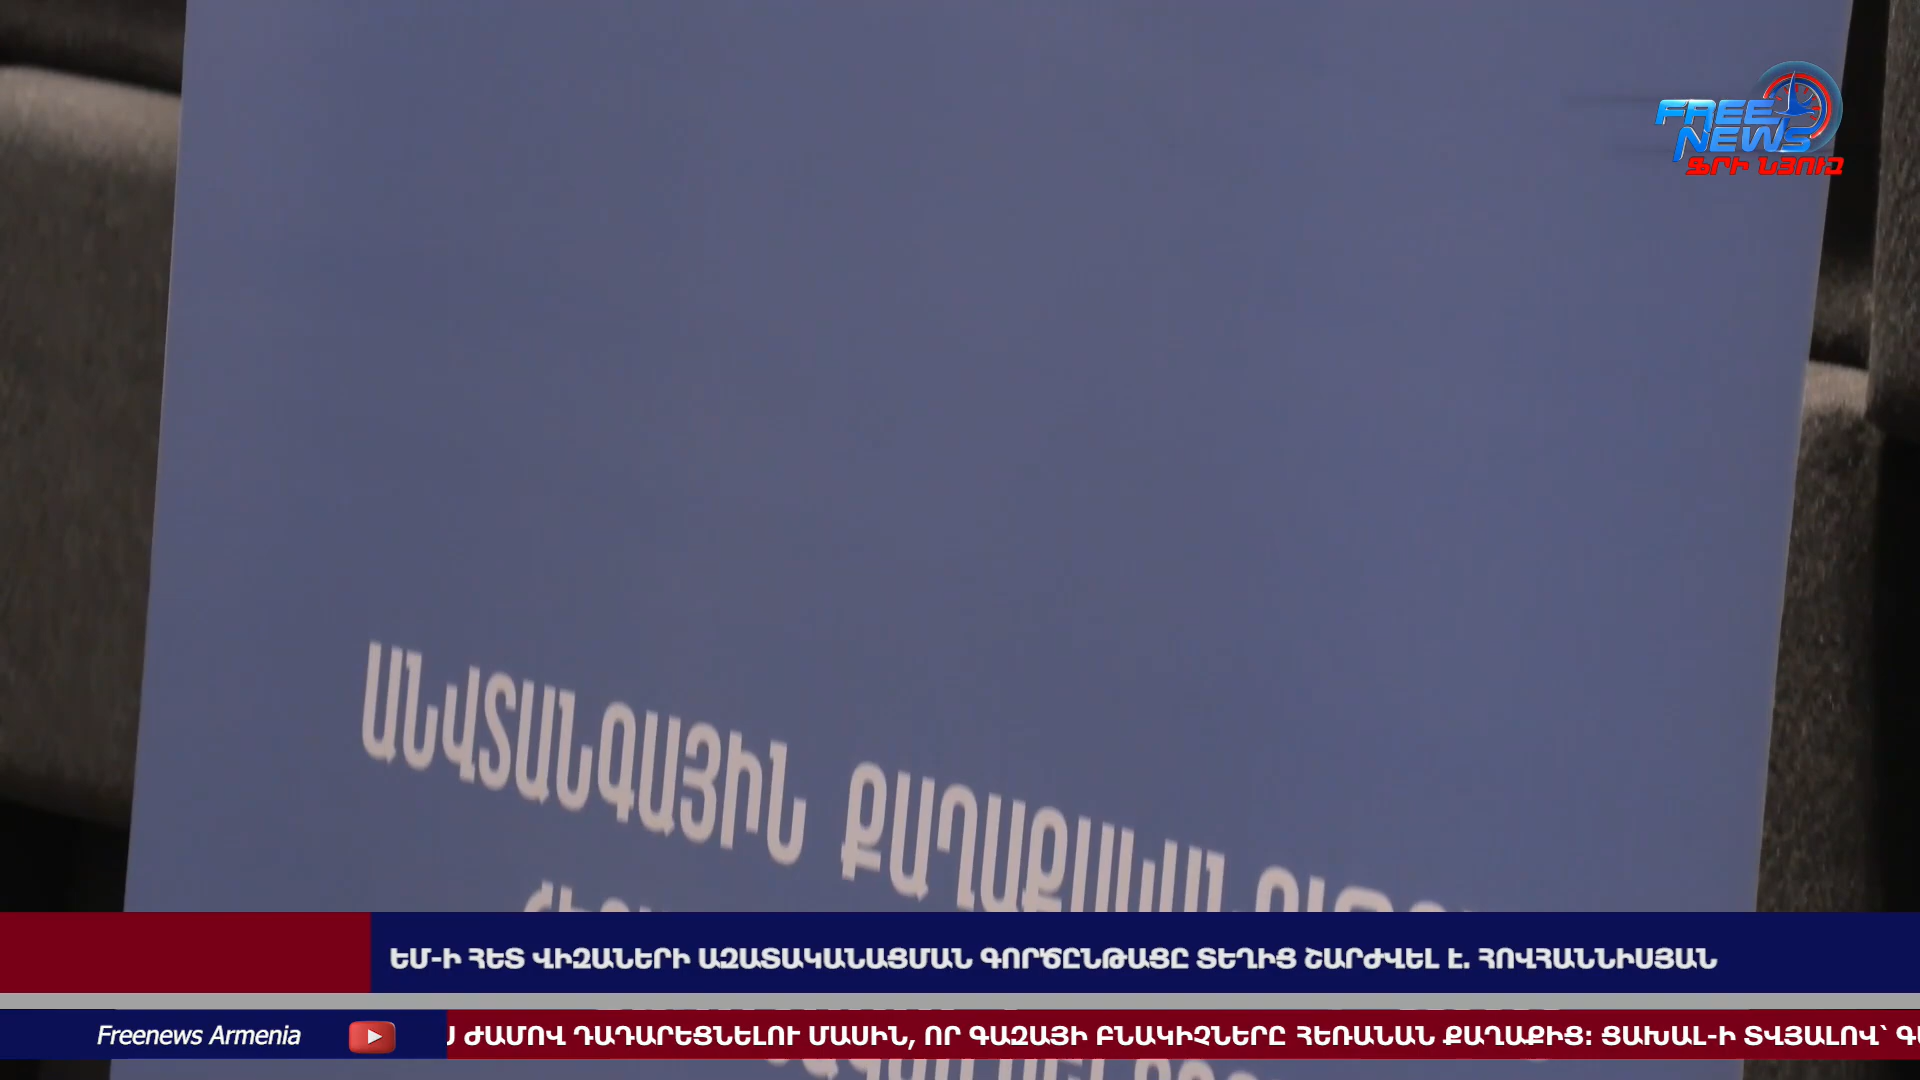 FREE
NEWS
ՖՐԻ ՆՅՈՒԶ
ԱՆՎՏԱՆԳԱՅԻՆ
ԵՄ-Ի ՀԵՏ ՎԻԶԱՆԵՐԻ ԱԶԱՏԱԿԱՆԱՑՄԱՆ ԳՈՐԾԸՆԹԱՑԸ ՏԵՂԻՑ ՇԱՐԺՎԵԼ Է. ՀՈՎՀԱՆՆԻՍՅԱՆ
Freenews Armenia
ԺԱՄՈՎ ԴԱԴԱՐԵՑՆԵԼՈՒ ՄԱՍԻՆ, ՈՐ ԳԱԶԱՅԻ ԲՆԱԿԻՉՆԵՐԸ ՀԵՌԱՆԱՆ ՔԱՂԱՔԻՑ։ ՑԱԽԱԼ-Ի ՏՎՅԱԼՈՎ՝